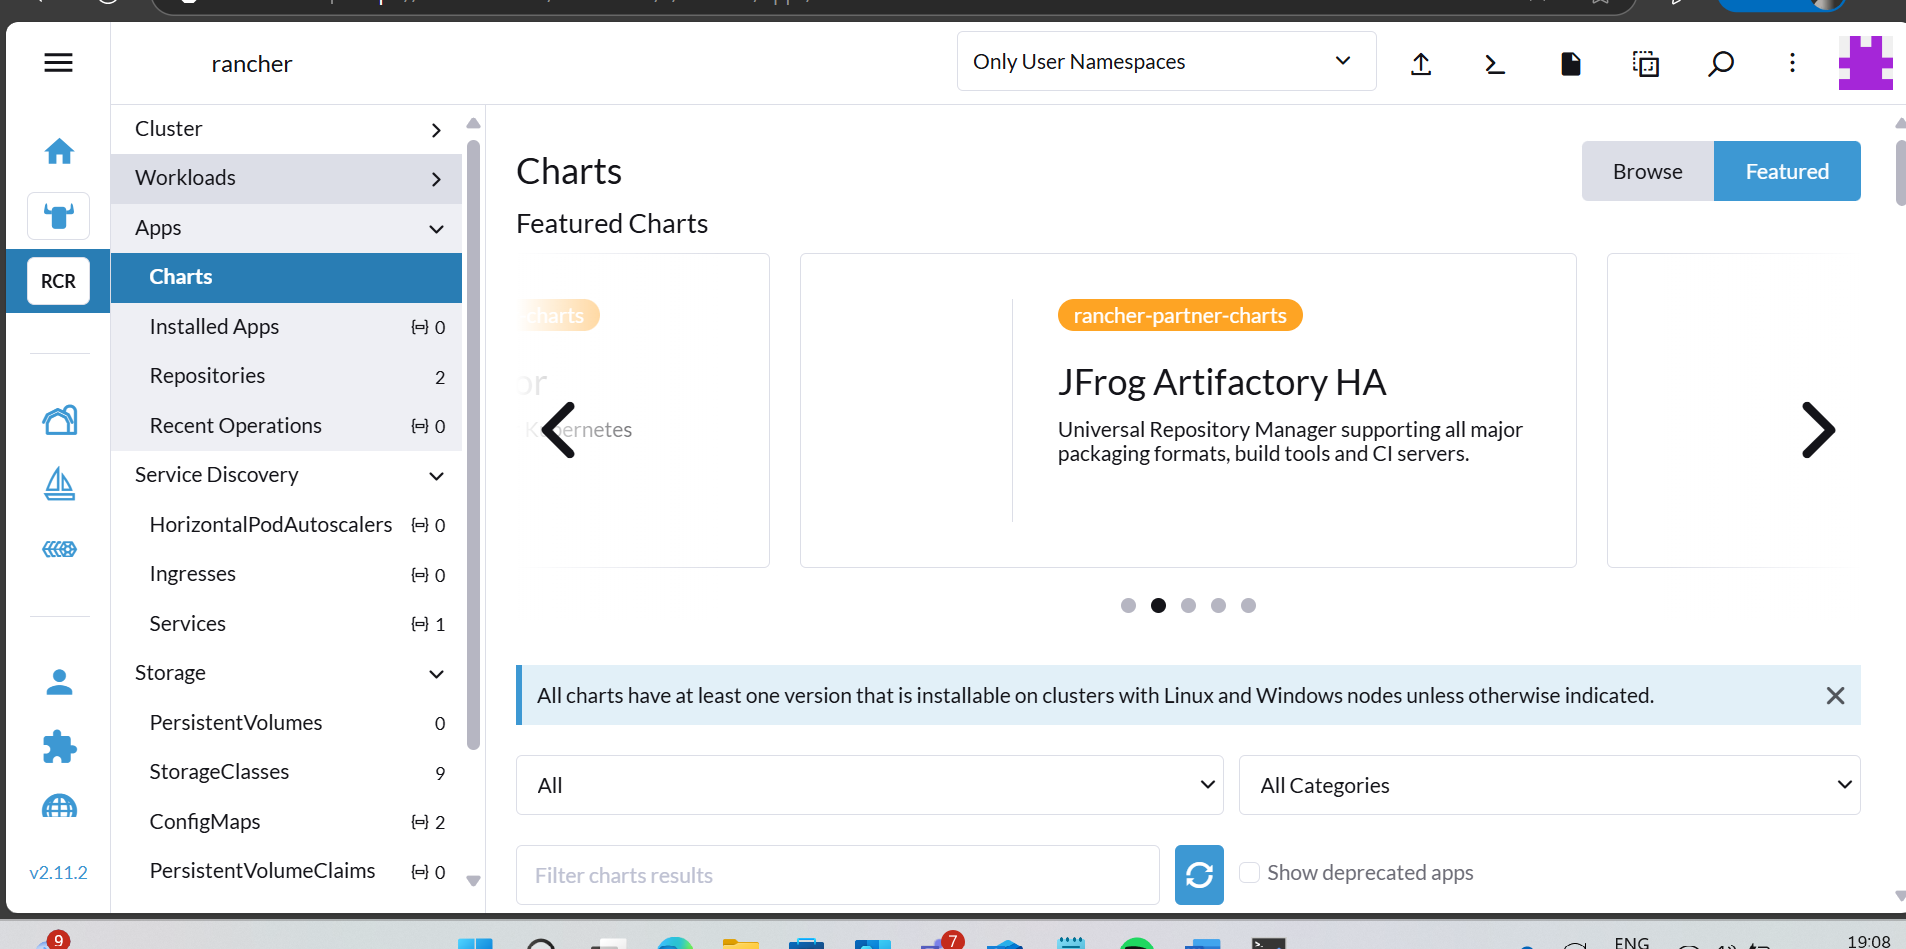 rancher
Only User Namespaces
RCR
v2.11.2
Cluster
Workloads
Apps
Charts
Installed Apps 0
Repositories 2
Recent Operations 0
Service Discovery
HorizontalPodAutoscalers 0
Ingresses 0
Services 1
Storage
PersistentVolumes 0
StorageClasses 9
ConfigMaps 2
PersistentVolumeClaims 0
Charts
Browse
Featured
Featured Charts
-charts
or
Kubernetes
rancher-partner-charts
JFrog Artifactory HA
Universal Repository Manager supporting all major
packaging formats, build tools and CI servers.
All charts have at least one version that is installable on clusters with Linux and Windows nodes unless otherwise indicated.
All
All Categories
Filter charts results
Show deprecated apps
9
7
ENG
19:08